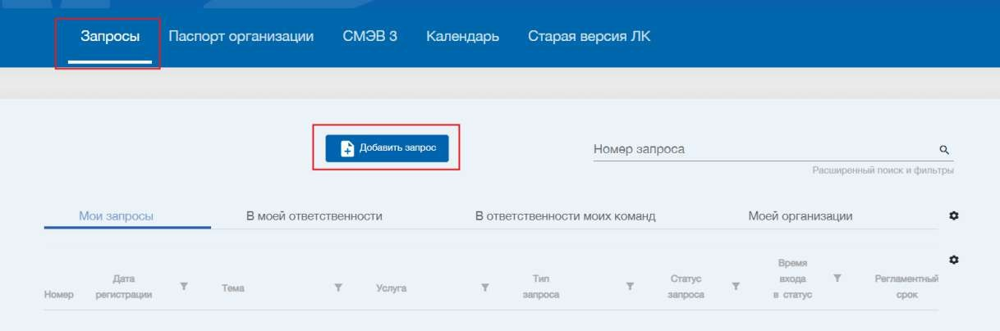 Запросы Паспорт организации СМЭВ 3 Календарь Старая версия ЛК
Добавить запрос
Номер запроса
Расширенный поиск и фильтры
Мои запросы В моей ответственности В ответственности моих команд Моей организации
Номер Дата регистрации Тема Услуга Тип запроса Статус запроса Время входа в статус Регламентный срок